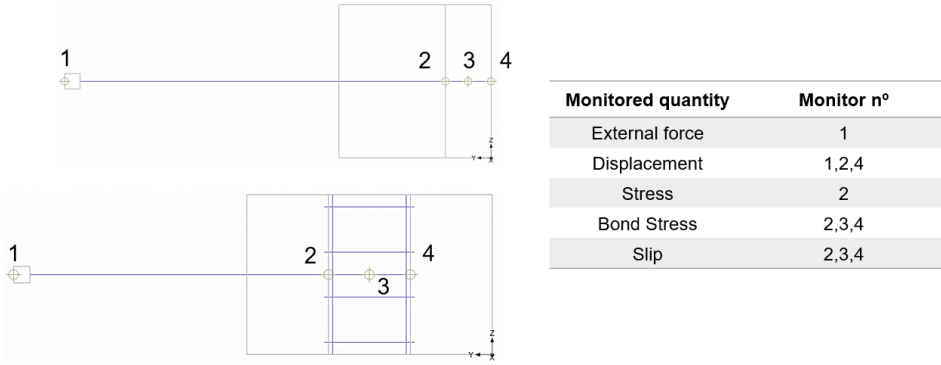 1
2 3 4
Z
Y X
1
2 4
3
Z
Y X
Monitored quantity Monitor nº
External force 1
Displacement 1,2,4
Stress 2
Bond Stress 2,3,4
Slip 2,3,4